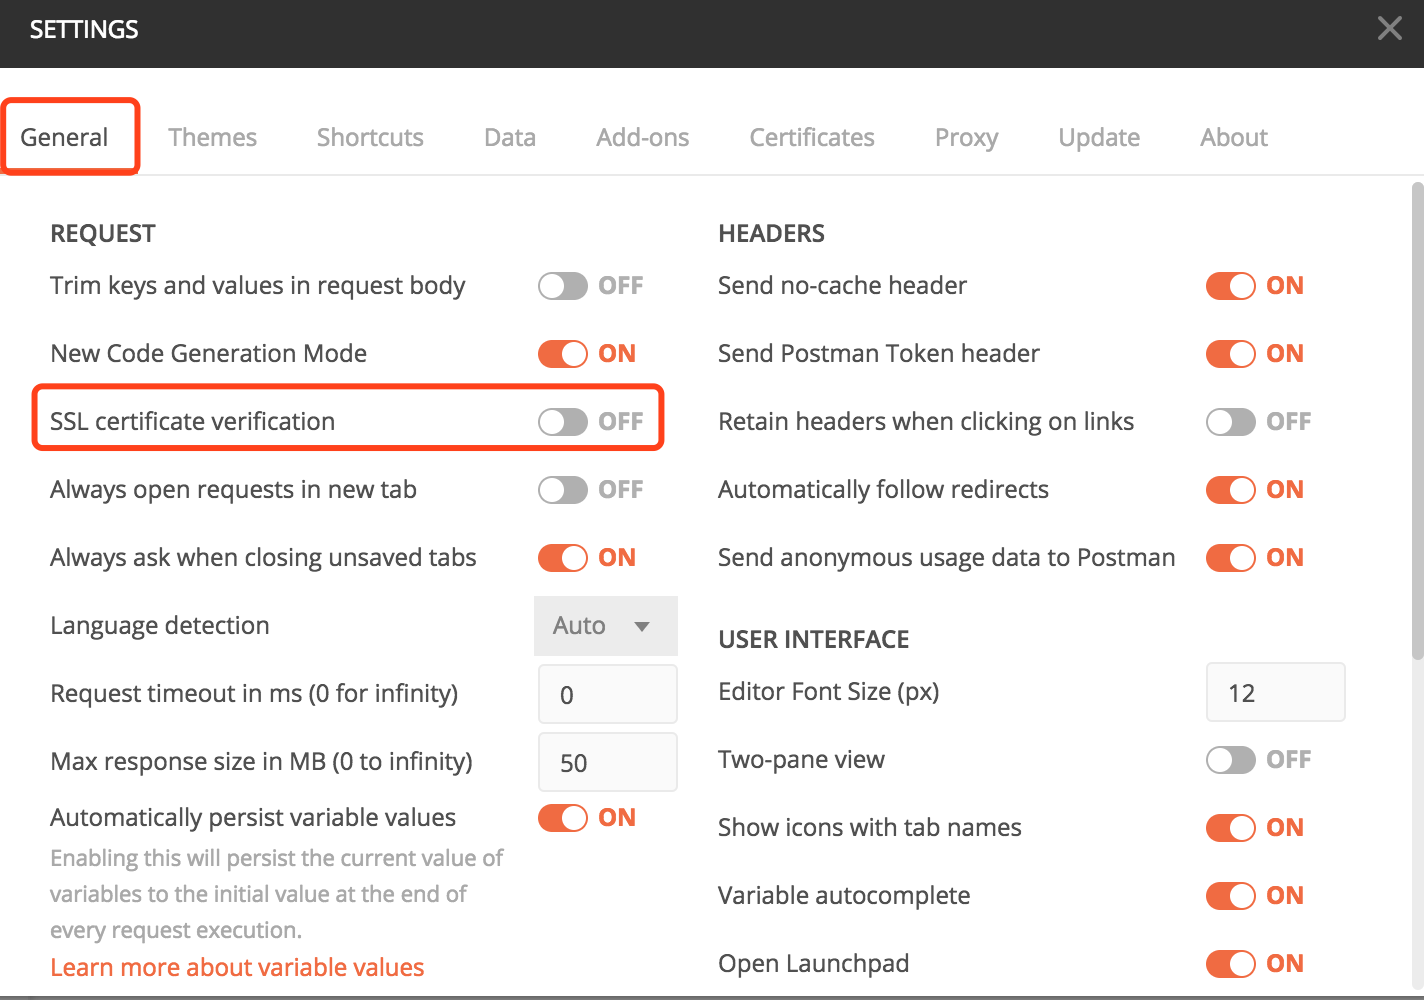 SETTINGS
General Themes Shortcuts Data Add-ons Certificates Proxy Update About
REQUEST
Trim keys and values in request body OFF
New Code Generation Mode ON
SSL certificate verification OFF
Always open requests in new tab OFF
Always ask when closing unsaved tabs ON
Language detection Auto
Request timeout in ms (0 for infinity) 0
Max response size in MB (0 to infinity) 50
Automatically persist variable values ON
Enabling this will persist the current value of
variables to the initial value at the end of
every request execution.
Learn more about variable values
HEADERS
Send no-cache header ON
Send Postman Token header ON
Retain headers when clicking on links OFF
Automatically follow redirects ON
Send anonymous usage data to Postman ON
USER INTERFACE
Editor Font Size (px) 12
Two-pane view OFF
Show icons with tab names ON
Variable autocomplete ON
Open Launchpad ON